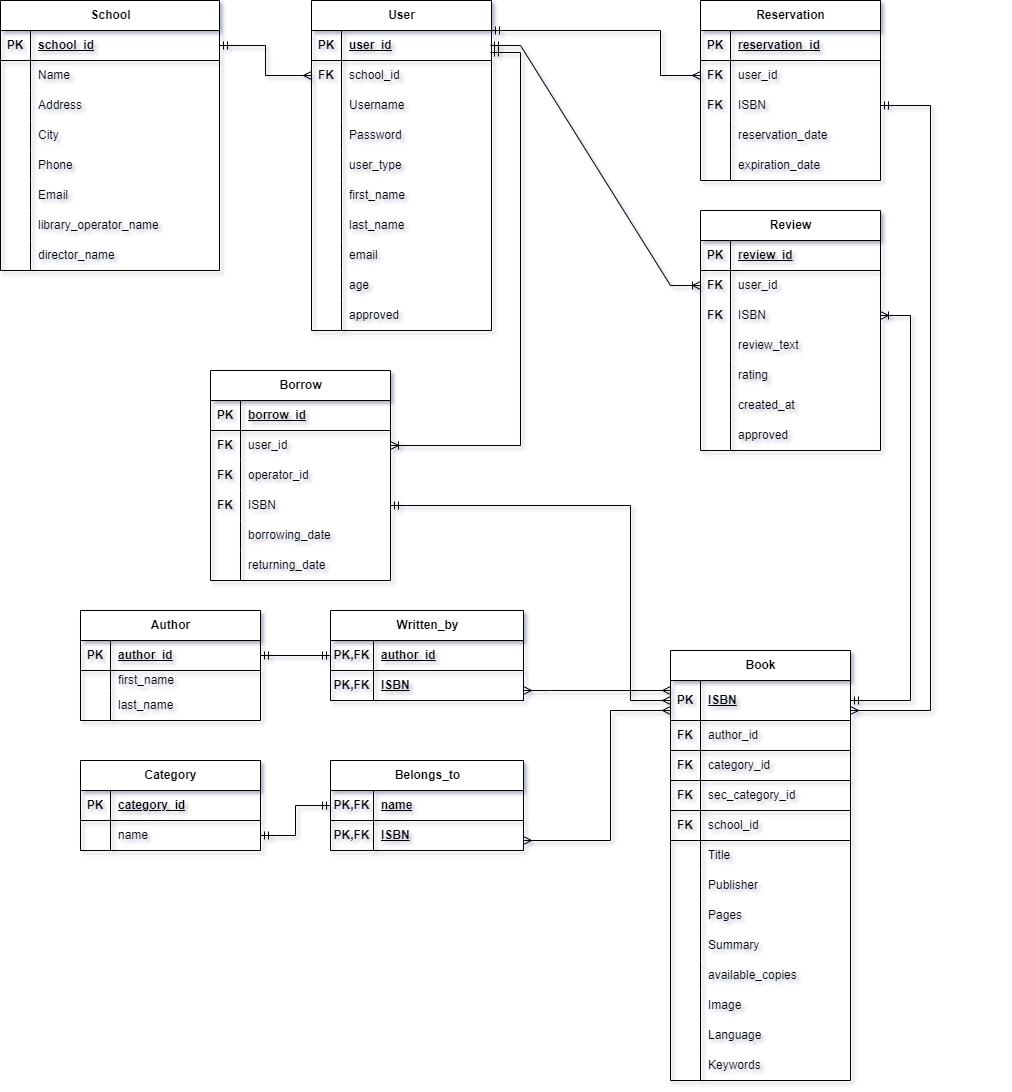 School
PK school_id
Name
Address
City
Phone
Email
library_operator_name
director_name
User
PK user_id
FK school_id
Username
Password
user_type
first_name
last_name
email
age
approved
Reservation
PK reservation_id
FK user_id
FK ISBN
reservation_date
expiration_date
Review
PK review_id
FK user_id
FK ISBN
review_text
rating
created_at
approved
Borrow
PK borrow_id
FK user_id
FK operator_id
FK ISBN
borrowing_date
returning_date
Author
PK author_id
first_name
last_name
Written_by
PK,FK author_id
PK,FK ISBN
Category
PK category_id
name
Belongs_to
PK,FK name
PK,FK ISBN
Book
PK ISBN
FK author_id
FK category_id
FK sec_category_id
FK school_id
Title
Publisher
Pages
Summary
available_copies
Image
Language
Keywords